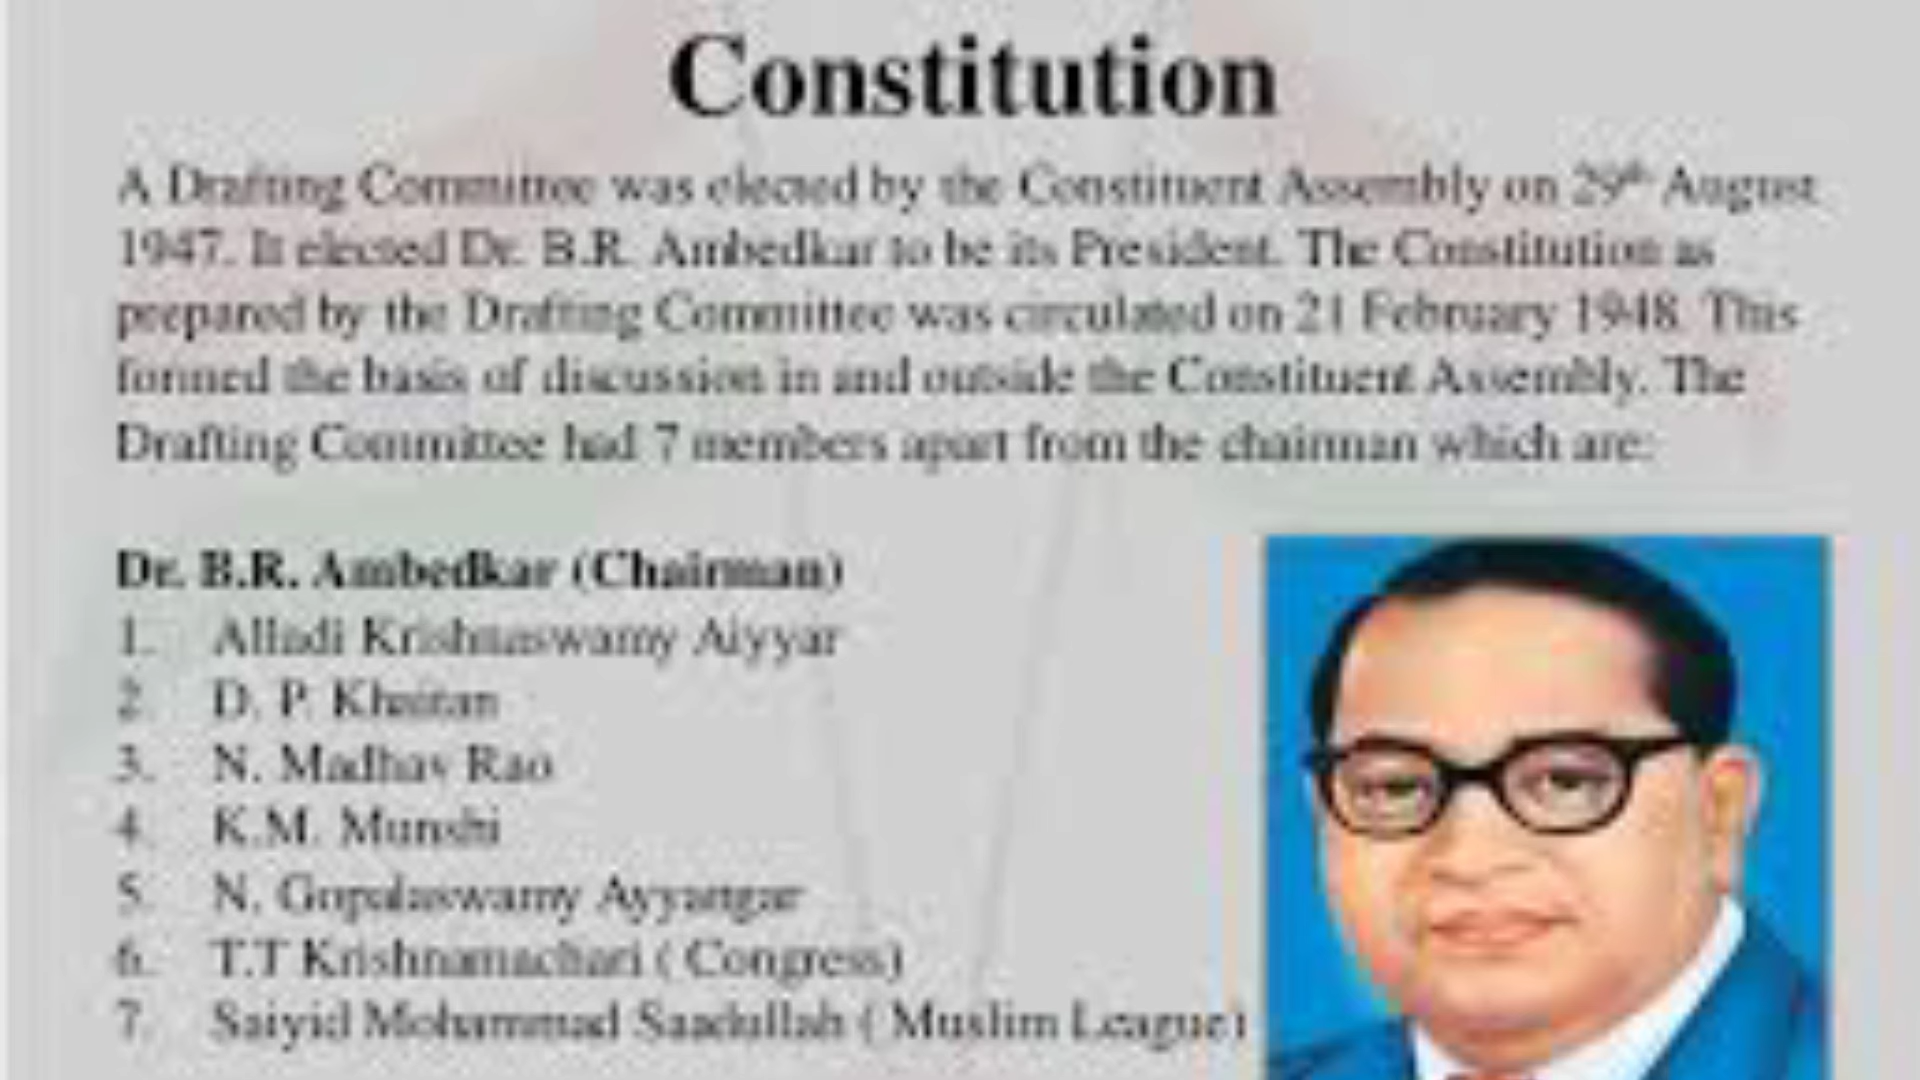 Constitution
A Drafting Committee was elected by the Constituent Assembly on 29th August
1947. It elected Dr. B.R. Ambedkar to be its President. The Constitution as
prepared by the Drafting Committee was circulated on 21 February 1948. This
formed the basis of discussion in and outside the Constituent Assembly. The
Drafting Committee had 7 members apart from the chairman which are:
Dr. B.R. Ambedkar (Chairman)
1. Alladi Krishnaswamy Aiyyar
2. D. P. Khaitan
3. N. Madhav Rao
4. K.M. Munshi
5. N. Gopalaswamy Ayyangar
6. T.T Krishnamachari ( Congress)
7. Saiyid Mohammad Saadullah ( Muslim League)